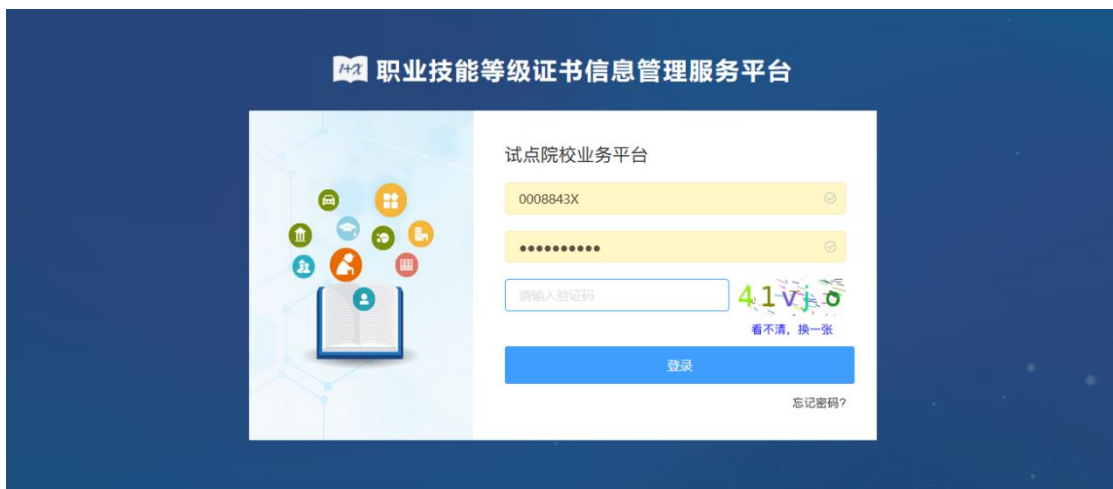 1+X 职业技能等级证书信息管理服务平台
试点院校业务平台
0008843X
••••••••••
请输入验证码
41vjo
看不清，换一张
登录
忘记密码?